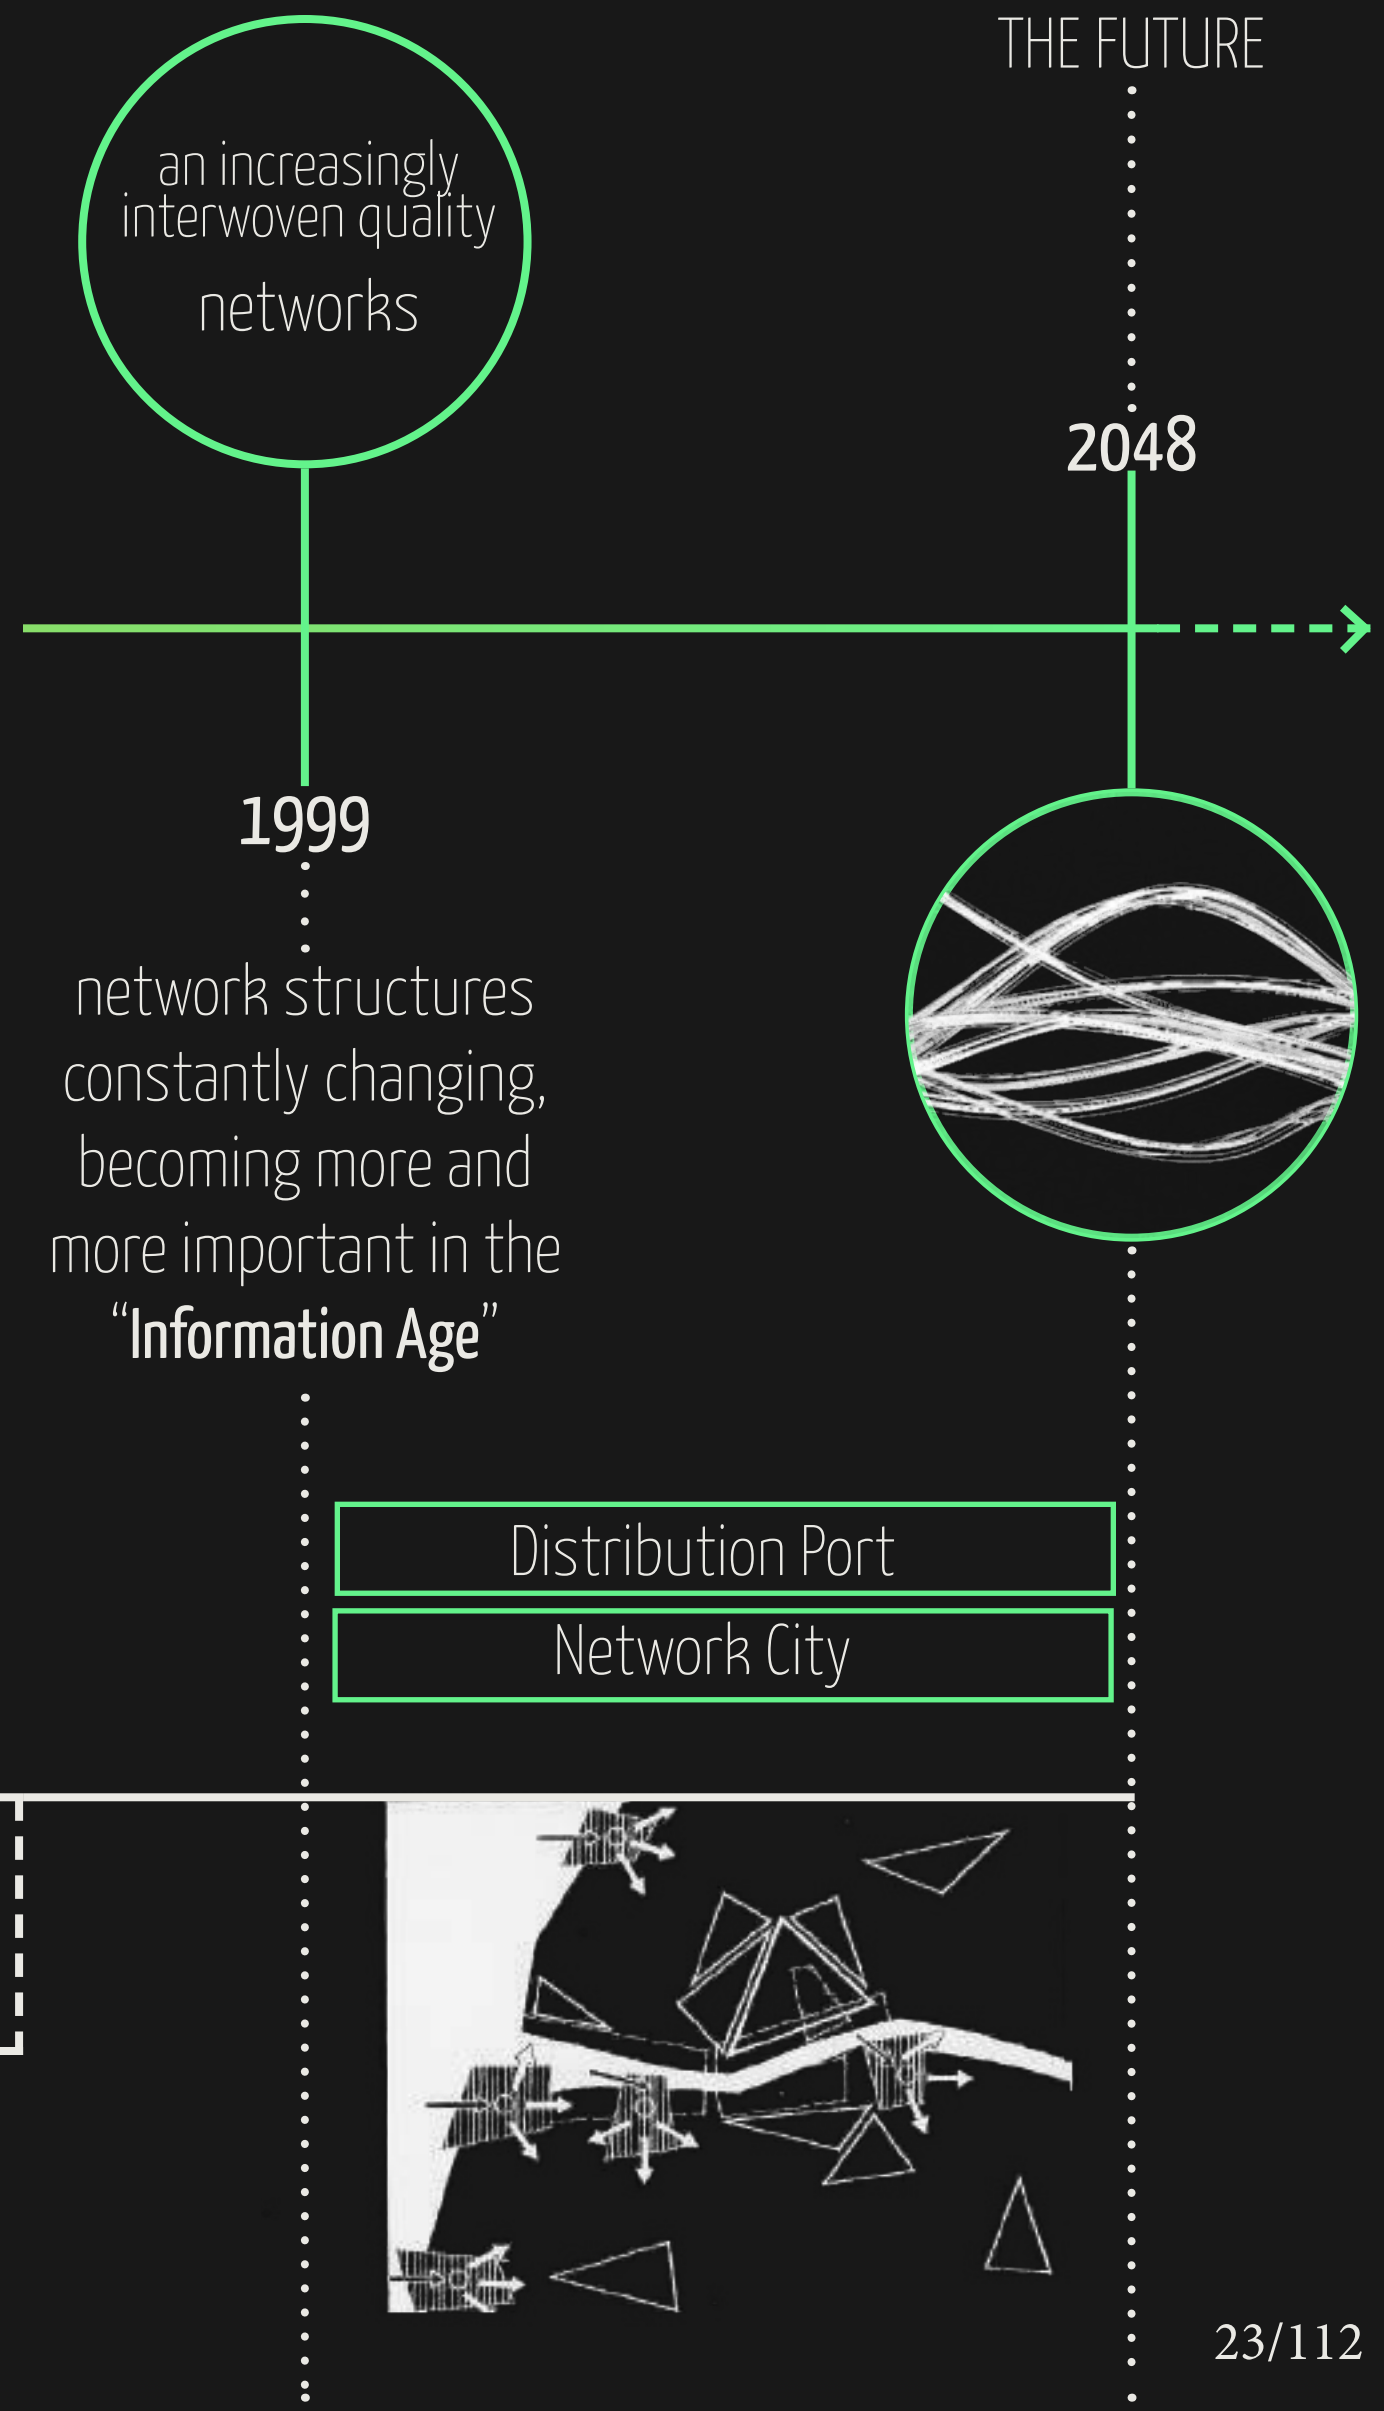 THE FUTURE
an increasingly
interwoven quality
networks
2048
1999
network structures
constantly changing,
becoming more and
more important in the
“Information Age”
Distribution Port
Network City
23/112